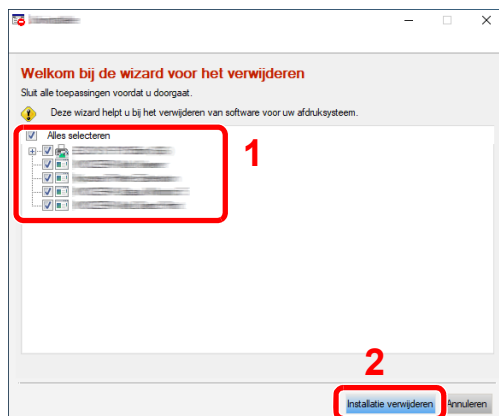 Welkom bij de wizard voor het verwijderen
Sluit alle toepassingen voordat u doorgaat.
Deze wizard helpt u bij het verwijderen van software voor uw afdruksysteem.
Alles selecteren
1
2
Installatie verwijderen
Annuleren